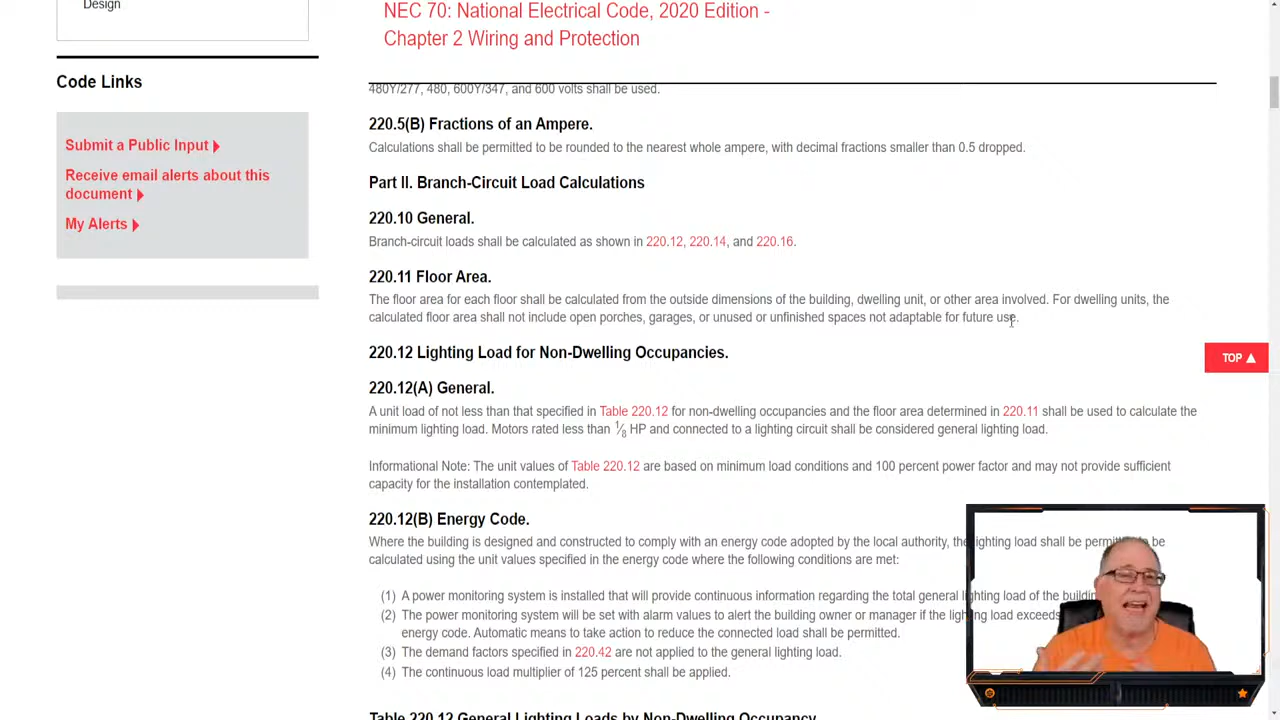 Design
NEC 70: National Electrical Code, 2020 Edition -
Chapter 2 Wiring and Protection
Code Links
Submit a Public Input
Receive email alerts about this
document
My Alerts
480Y/277, 480, 600Y/347, and 600 volts shall be used.
220.5(B) Fractions of an Ampere.
Calculations shall be permitted to be rounded to the nearest whole ampere, with decimal fractions smaller than 0.5 dropped.
Part II. Branch-Circuit Load Calculations
220.10 General.
Branch-circuit loads shall be calculated as shown in 220.12, 220.14, and 220.16.
220.11 Floor Area.
The floor area for each floor shall be calculated from the outside dimensions of the building, dwelling unit, or other area involved. For dwelling units, the
calculated floor area shall not include open porches, garages, or unused or unfinished spaces not adaptable for future use.
220.12 Lighting Load for Non-Dwelling Occupancies.
TOP
220.12(A) General.
A unit load of not less than that specified in Table 220.12 for non-dwelling occupancies and the floor area determined in 220.11 shall be used to calculate the
minimum lighting load. Motors rated less than 1/8 HP and connected to a lighting circuit shall be considered general lighting load.
Informational Note: The unit values of Table 220.12 are based on minimum load conditions and 100 percent power factor and may not provide sufficient
capacity for the installation contemplated.
220.12(B) Energy Code.
Where the building is designed and constructed to comply with an energy code adopted by the local authority, the lighting load shall be be
calculated using the unit values specified in the energy code where the following conditions are met:
(1) A power monitoring system is installed that will provide continuous information regarding the total general lighting load of the
(2) The power monitoring system will be set with alarm values to alert the building owner or manager if the lighting load exceeds
energy code. Automatic means to take action to reduce the connected load shall be permitted.
(3) The demand factors specified in 220.42 are not applied to the general lighting load.
(4) The continuous load multiplier of 125 percent shall be applied.
Table 220.12 General Lighting Loads by Non-Dwelling Occupancy